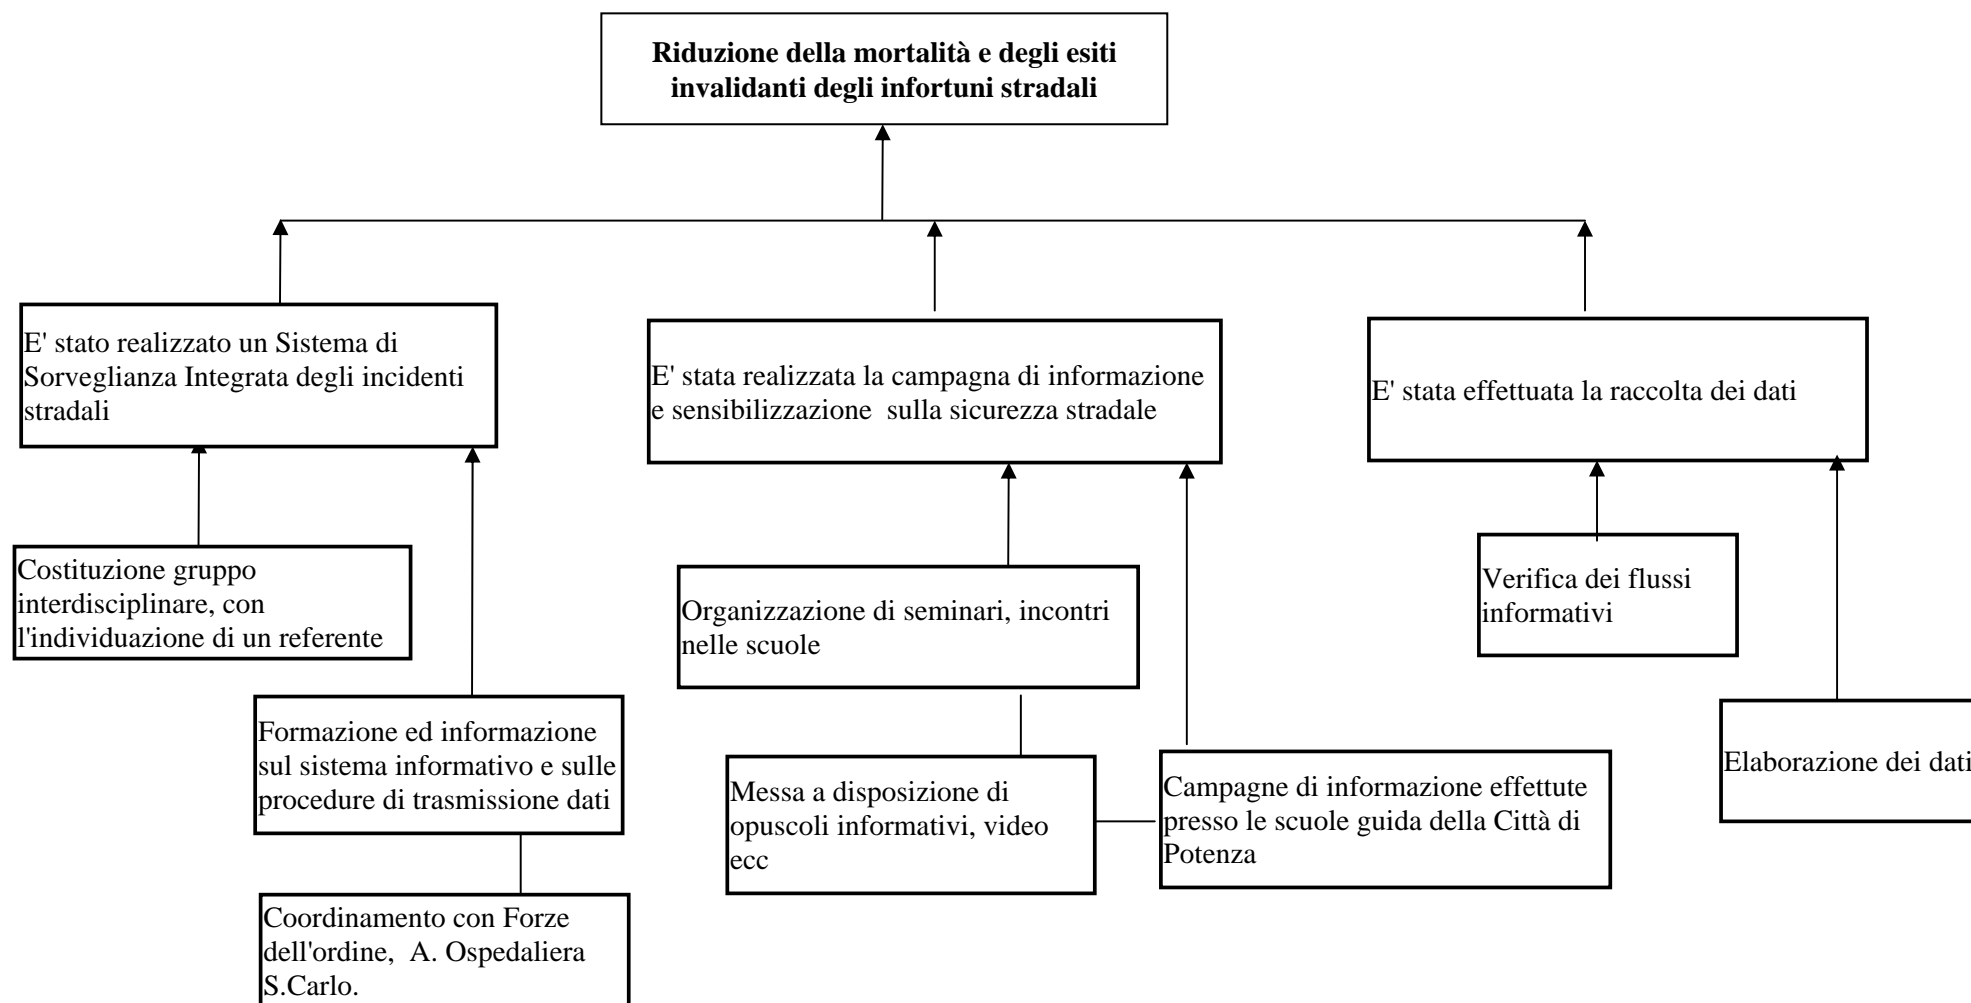 Riduzione della mortalità e degli esiti
invalidanti degli infortuni stradali
E' stato realizzato un Sistema di
Sorveglianza Integrata degli incidenti
stradali
E' stata realizzata la campagna di informazione
e sensibilizzazione  sulla sicurezza stradale
E' stata effettuata la raccolta dei dati
Costituzione gruppo
interdisciplinare, con
l'individuazione di un referente
Organizzazione di seminari, incontri
nelle scuole
Verifica dei flussi
informativi
Formazione ed informazione
sul sistema informativo e sulle
procedure di trasmissione dati
Messa a disposizione di
opuscoli informativi, video
ecc
Campagne di informazione effettute
presso le scuole guida della Città di
Potenza
Elaborazione dei dati
Coordinamento con Forze
dell'ordine,  A. Ospedaliera
S.Carlo.